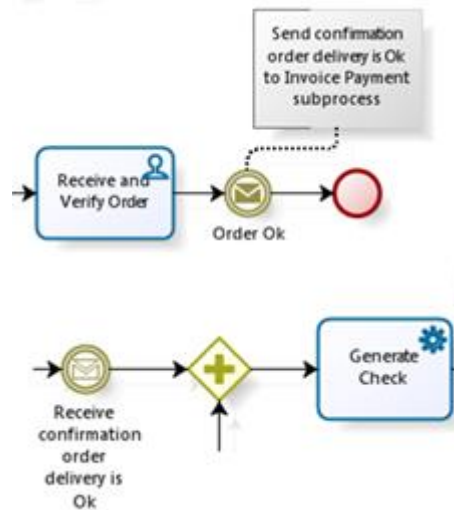 Send confirmation
order delivery is Ok
to Invoice Payment
subprocess
Receive and
Verify Order
Order Ok
Generate
Check
Receive
confirmation
order
delivery is
Ok